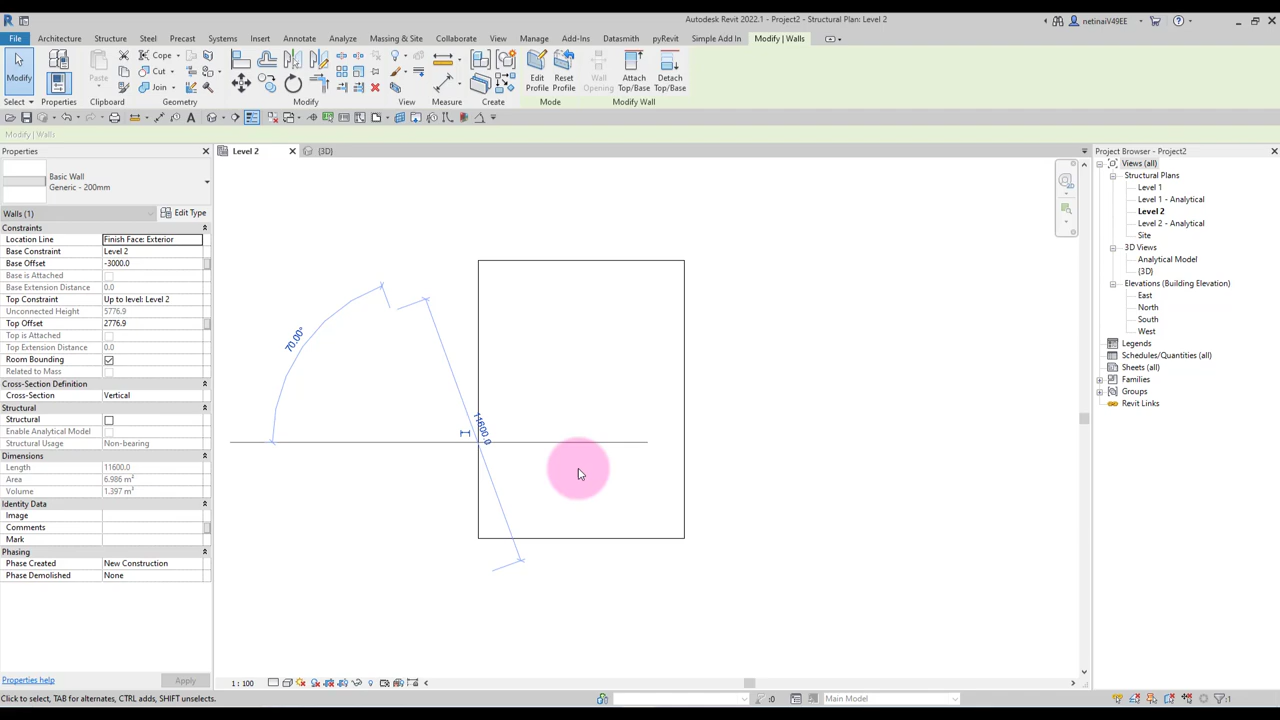 Autodesk Revit 2022.1 - Project2 - Structural Plan: Level 2
netinaiV49EE
File Architecture Structure Steel Precast Systems Insert Annotate Analyze Massing & Site Collaborate View Manage Add-Ins Datasmith pyRevit Simple Add In Modify | Walls
Modify Paste Cope Cut Join Edit Profile Reset Profile Wall Opening Attach Top/Base Detach Top/Base
Select Properties Clipboard Geometry Modify View Measure Create Mode Modify Wall
Modify | Walls
Properties
Level 2 {3D}
Project Browser - Project2
Basic Wall
Generic - 200mm
Walls (1) Edit Type
Constraints
Location Line Finish Face: Exterior
Base Constraint Level 2
Base Offset -3000.0
Base is Attached
Base Extension Distance 0.0
Top Constraint Up to level: Level 2
Unconnected Height 5776.9
Top Offset 2776.9
Top is Attached
Top Extension Distance 0.0
Room Bounding
Related to Mass
Cross-Section Definition
Cross-Section Vertical
Structural
Structural
Enable Analytical Model
Structural Usage Non-bearing
Dimensions
Length 11600.0
Area 6.986 m²
Volume 1.397 m³
Identity Data
Image
Comments
Mark
Phasing
Phase Created New Construction
Phase Demolished None
Properties help Apply
70.00°
11600.0
Views (all)
Structural Plans
Level 1
Level 1 - Analytical
Level 2
Level 2 - Analytical
Site
3D Views
Analytical Model
{3D}
Elevations (Building Elevation)
East
North
South
West
Legends
Schedules/Quantities (all)
Sheets (all)
Families
Groups
Revit Links
1 : 100
Click to select, TAB for alternates, CTRL adds, SHIFT unselects.
:0 Main Model :1